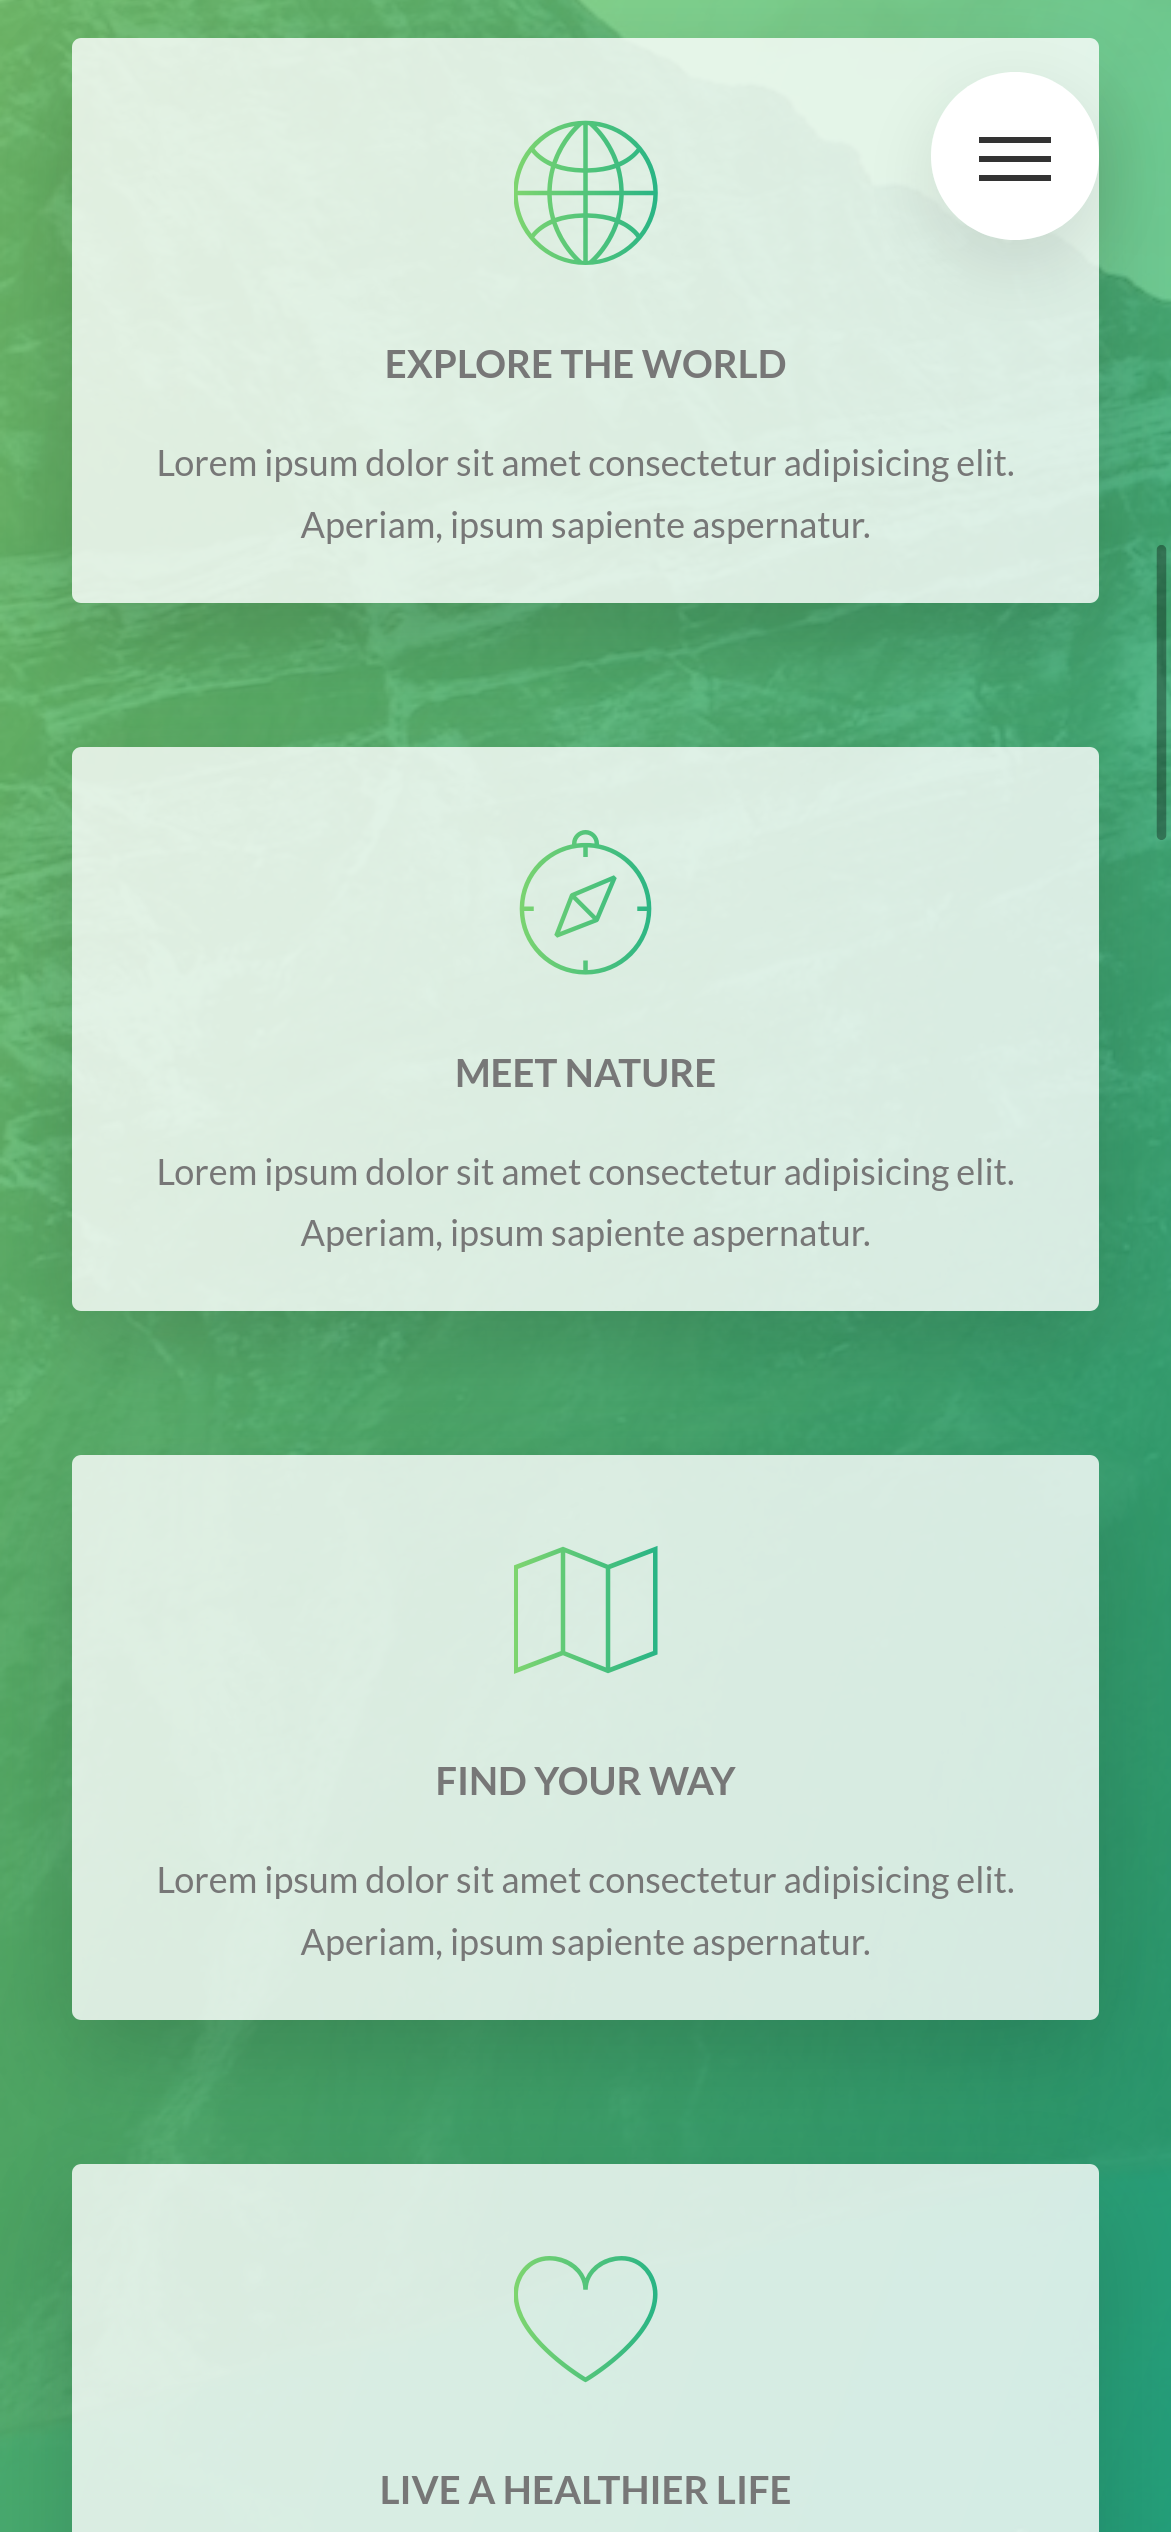 EXPLORE THE WORLD
Lorem ipsum dolor sit amet consectetur adipisicing elit.
Aperiam, ipsum sapiente aspernatur.
MEET NATURE
Lorem ipsum dolor sit amet consectetur adipisicing elit.
Aperiam, ipsum sapiente aspernatur.
FIND YOUR WAY
Lorem ipsum dolor sit amet consectetur adipisicing elit.
Aperiam, ipsum sapiente aspernatur.
LIVE A HEALTHIER LIFE